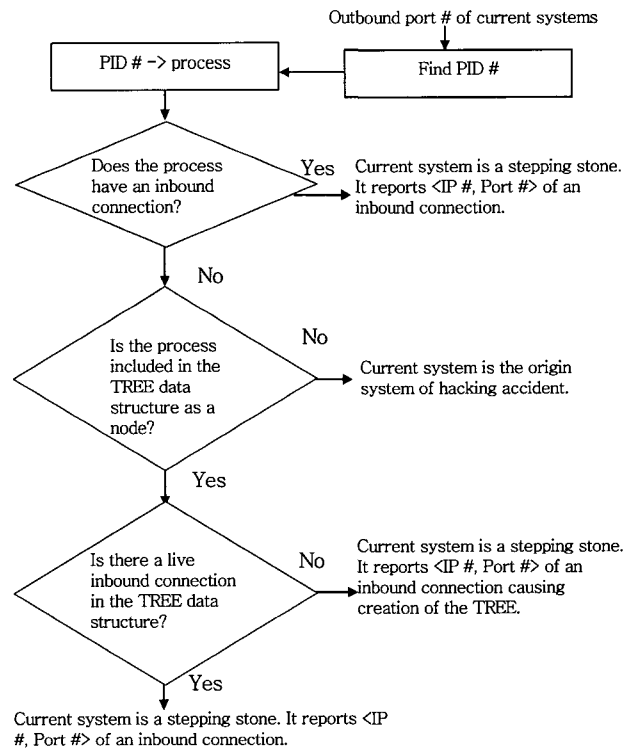 Outbound port # of current systems
Find PID #
PID # -> process
Does the process
have an inbound
connection?
Yes
Current system is a stepping stone.
It reports <IP #, Port #> of an
inbound connection.
No
Is the process
included in the
TREE data
structure as a
node?
No
Current system is the origin
system of hacking accident.
Yes
Is there a live
inbound connection
in the TREE data
structure?
No
Current system is a stepping stone.
It reports <IP #, Port #> of an
inbound connection causing
creation of the TREE.
Yes
Current system is a stepping stone. It reports <IP
#, Port #> of an inbound connection.